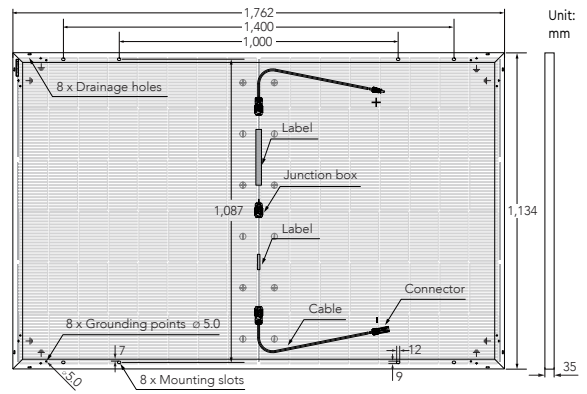 1,762
Unit:
mm
1,400
1,000
8 x Drainage holes
+
Label
Junction box
1,087
1,134
Label
Connector
Cable
-
8 x Grounding points ⌀ 5.0
7
12
⌀5.0
8 x Mounting slots
9
35